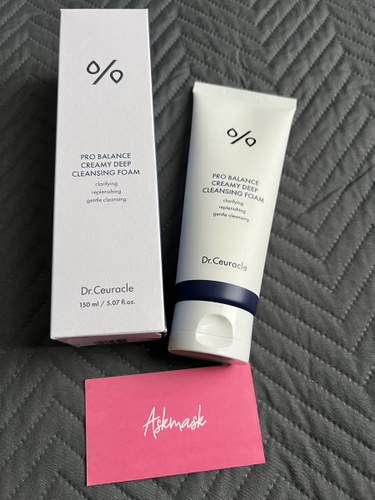 %
PRO BALANCE
CREAMY DEEP
CLEANSING FOAM
clarifying
replenishing
gentle cleansing
Dr.Ceuracle
150 ml / 5.07 fl.oz.
%
PRO BALANCE
CREAMY DEEP
CLEANSING FOAM
clarifying
replenishing
gentle cleansing
Dr.Ceuracle
Askmask